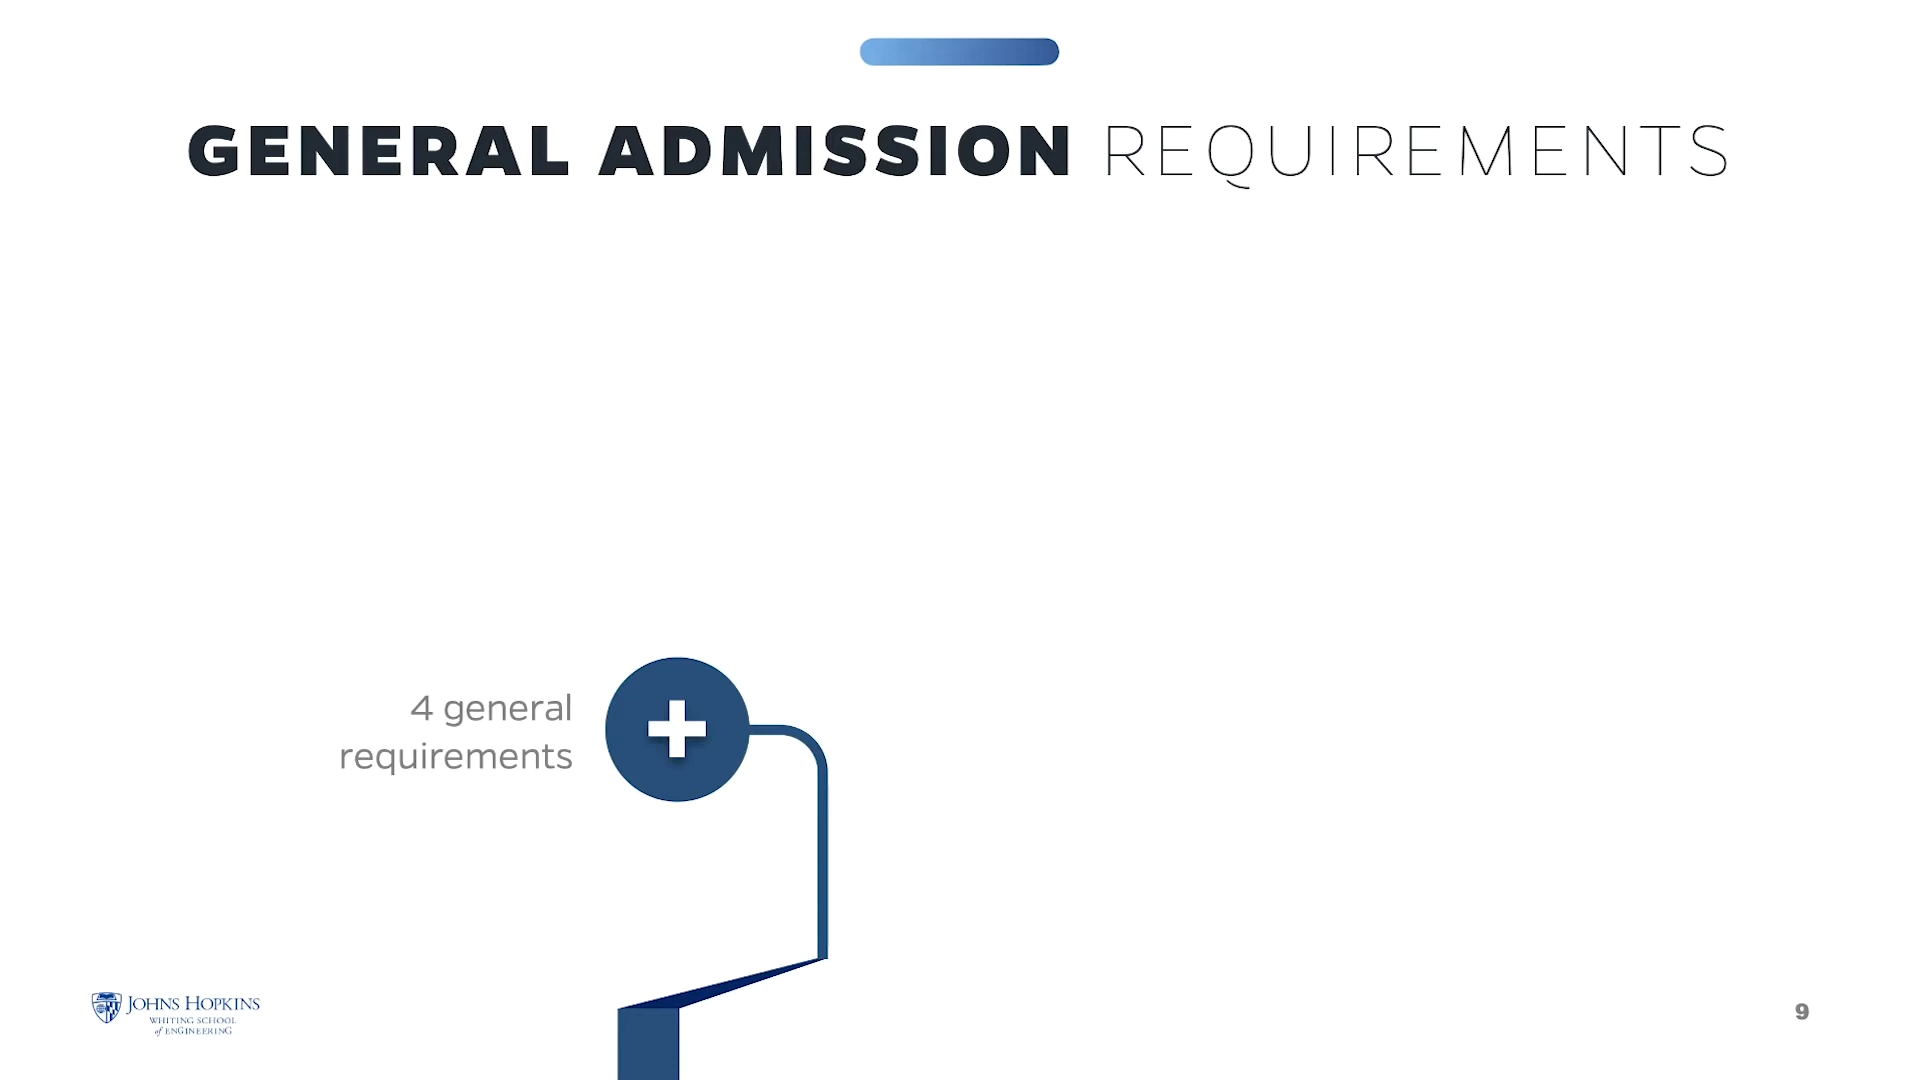 GENERAL ADMISSION REQUIREMENTS
4 general
requirements
JOHNS HOPKINS
WHITING SCHOOL
of ENGINEERING
9